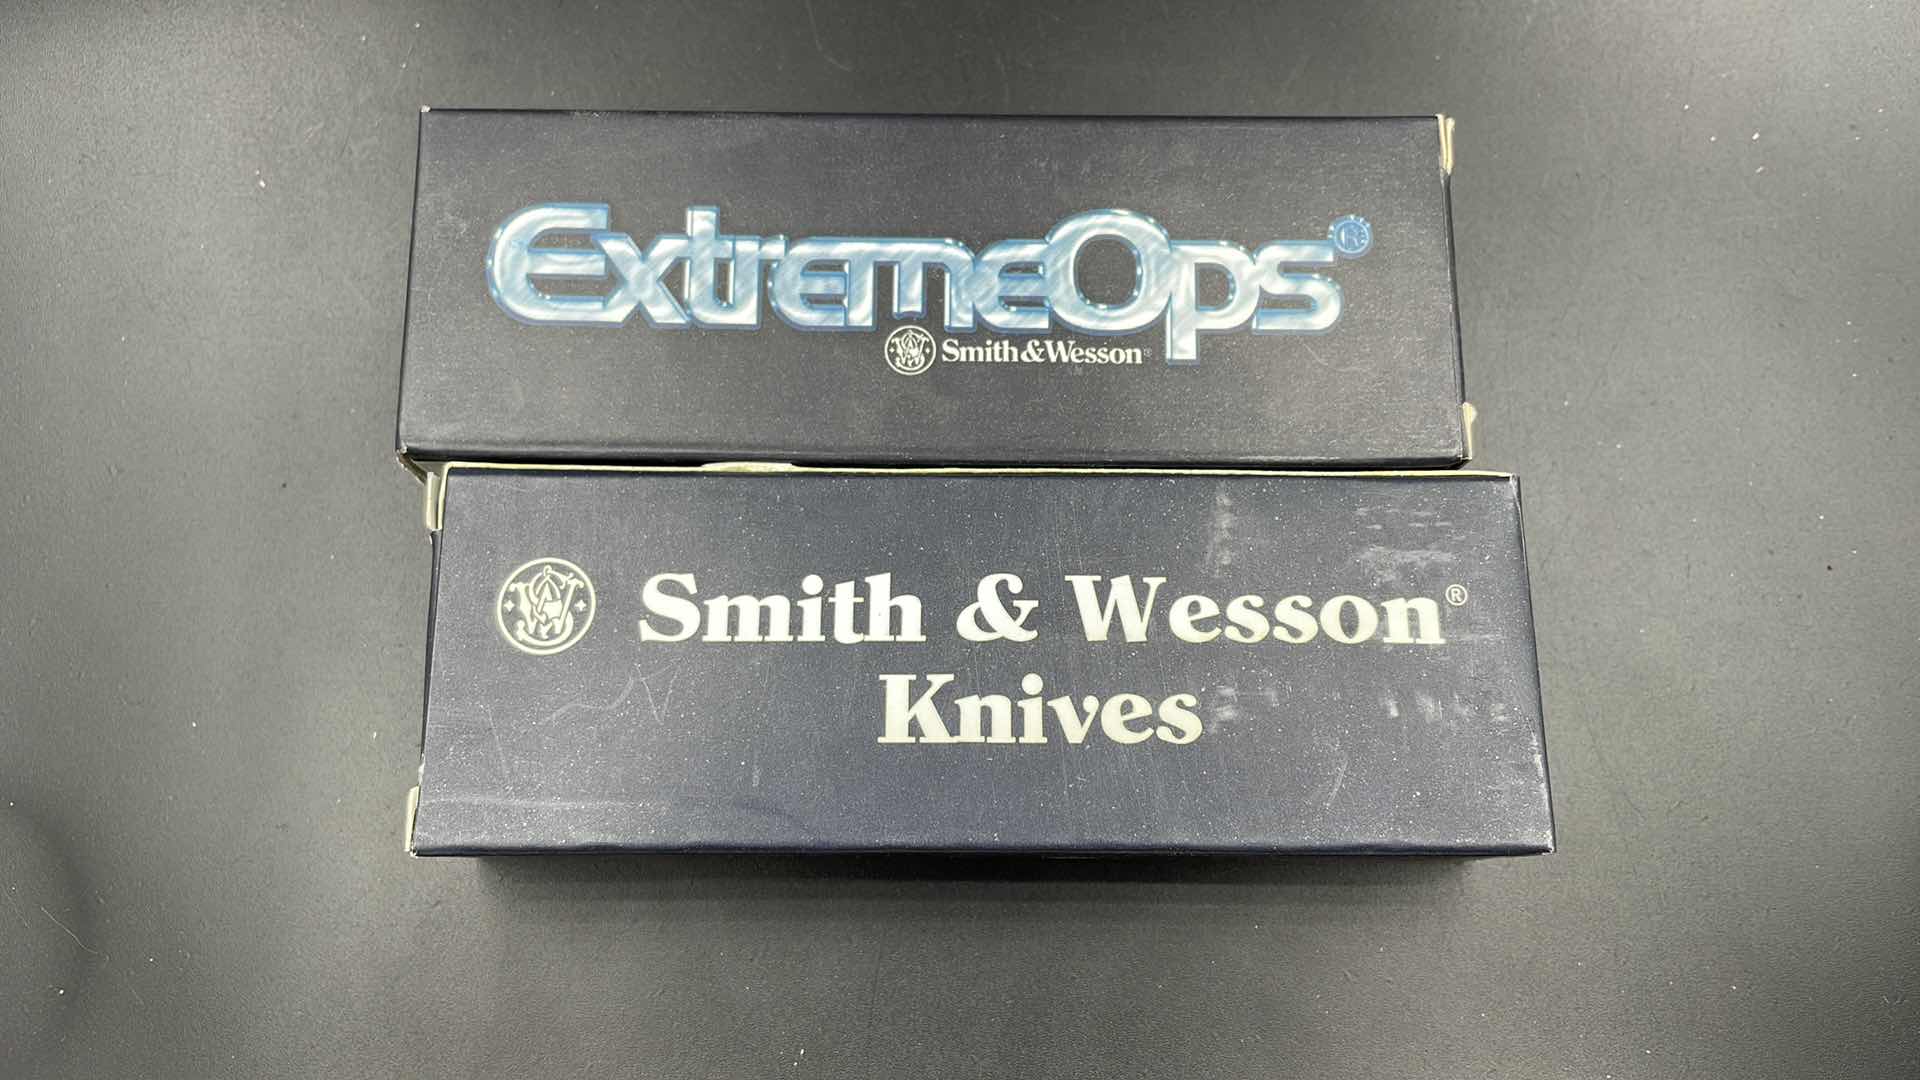 ExtremeOps®
Smith&Wesson®
Smith & Wesson®
Knives